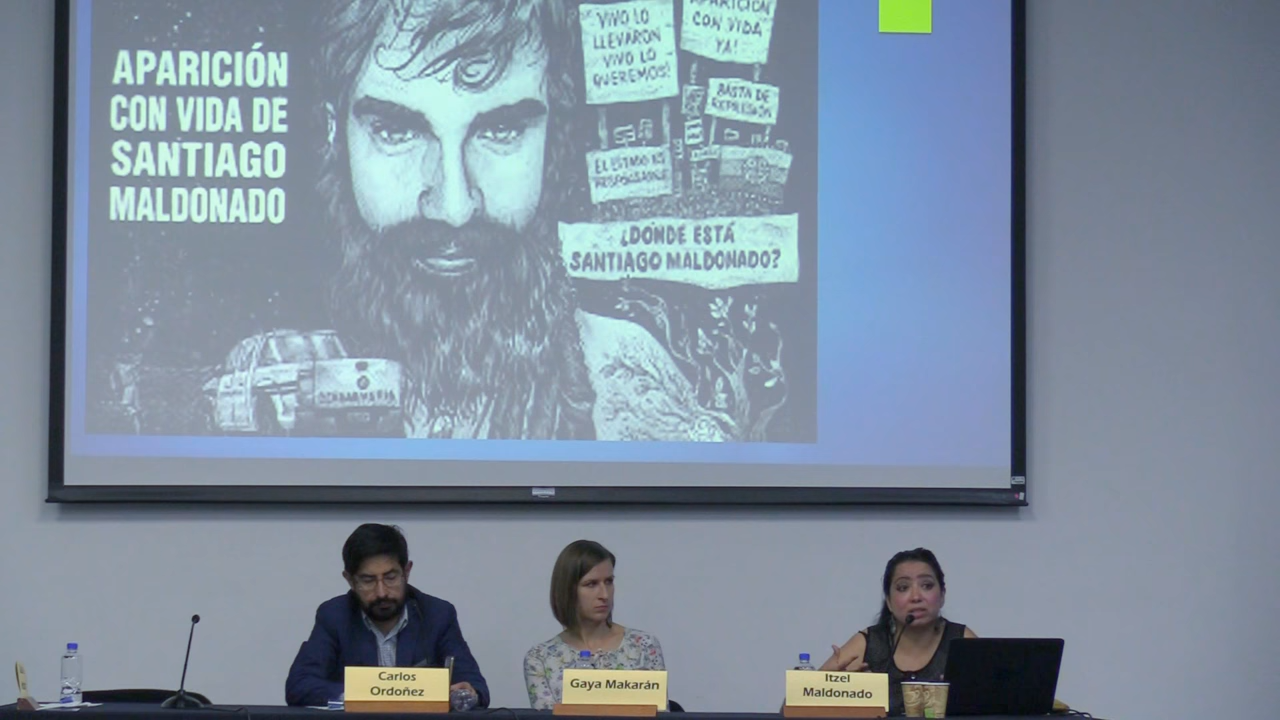 APARICIÓN
CON VIDA DE
SANTIAGO
MALDONADO
VIVO LO
LLEVARON
VIVO LO
QUEREMOS!
APARICIÓN
CON VIDA
YA!
BASTA DE
REPRESIÓN
EL ESTADO ES
RESPONSABLE
¿DÓNDE ESTÁ
SANTIAGO MALDONADO?
GENDARMERIA
Carlos
Ordoñez
Gaya Makarán
Itzel
Maldonado